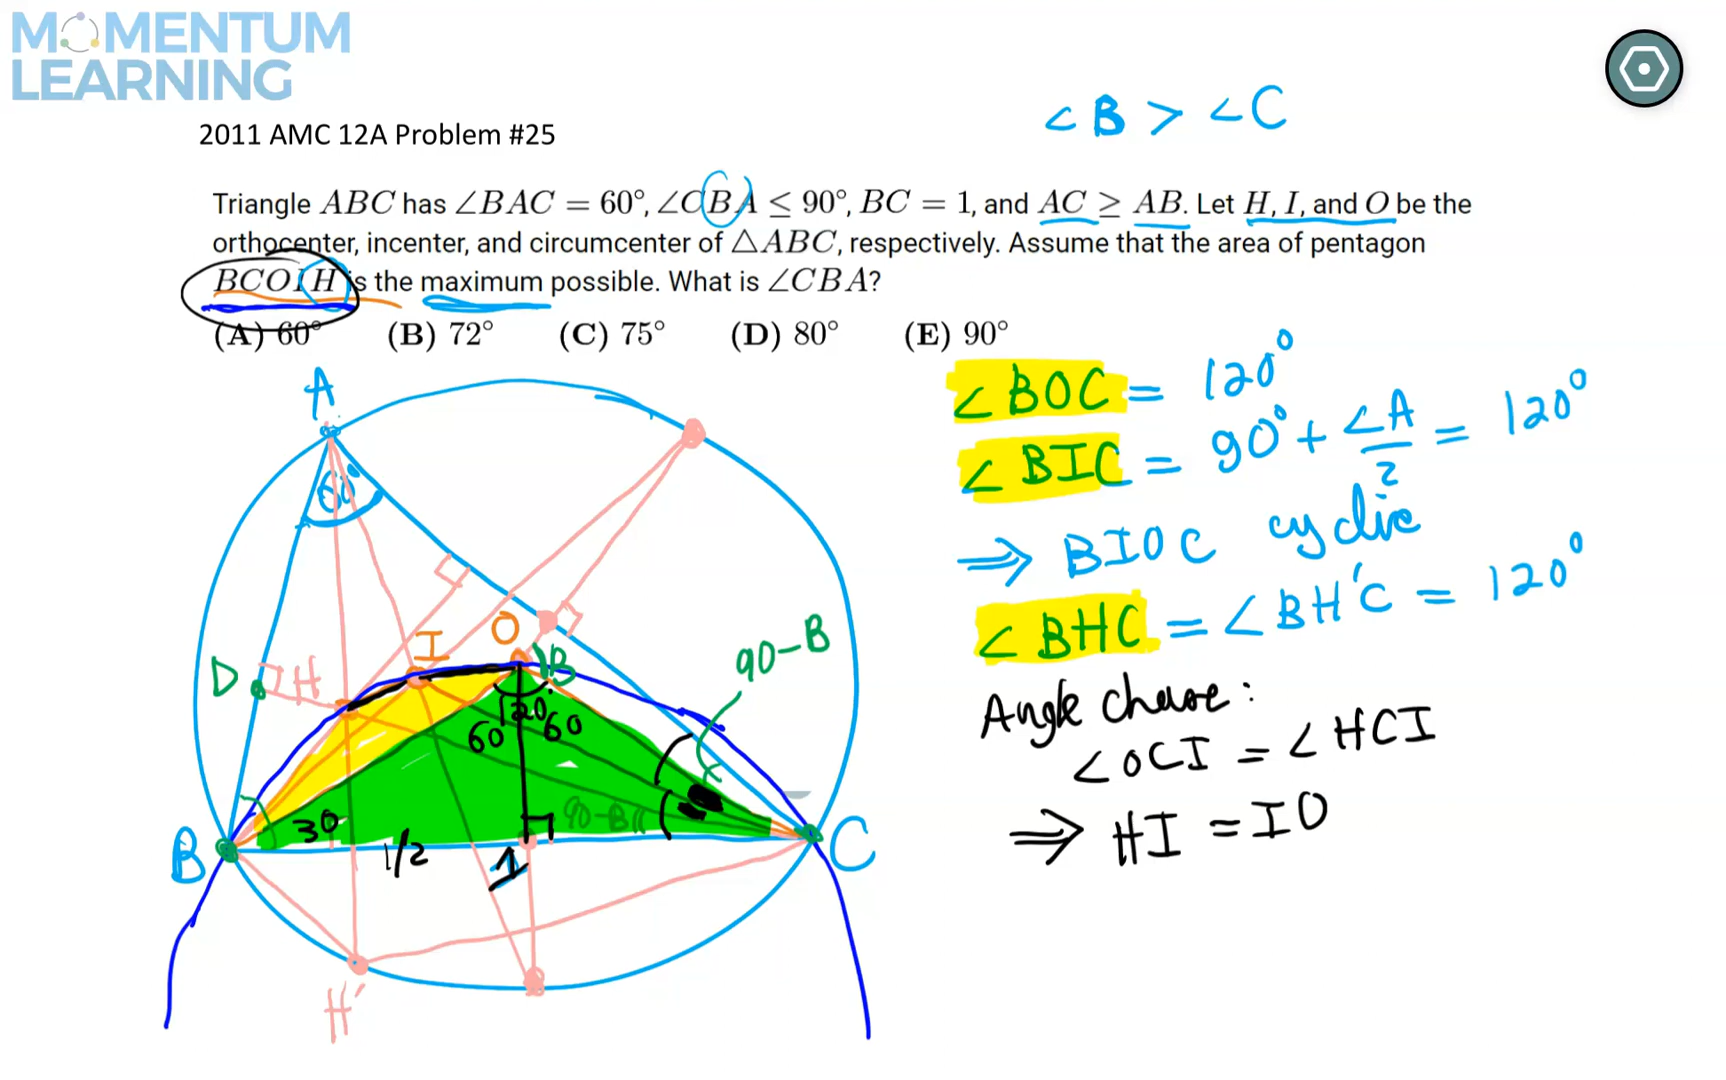 MOMENTUM
LEARNING
∠B > ∠C
2011 AMC 12A Problem #25
Triangle ABC has ∠BAC = 60°, ∠CBA ≤ 90°, BC = 1, and AC ≥ AB. Let H, I, and O be the
orthocenter, incenter, and circumcenter of △ABC, respectively. Assume that the area of pentagon
BCOIH is the maximum possible. What is ∠CBA?
(A) 60° (B) 72° (C) 75° (D) 80° (E) 90°
∠BOC = 120°
∠BIC = 90° + ∠A/2 = 120°
⇒ BIOC cyclic
∠BHC = ∠BH'C = 120°
Angle chase:
∠OCI = ∠HCI
⇒ HI = IO
A
60°
O
I
B
90-B
D
H
120
60
60
30
90-B
B
1/2
1
C
H'